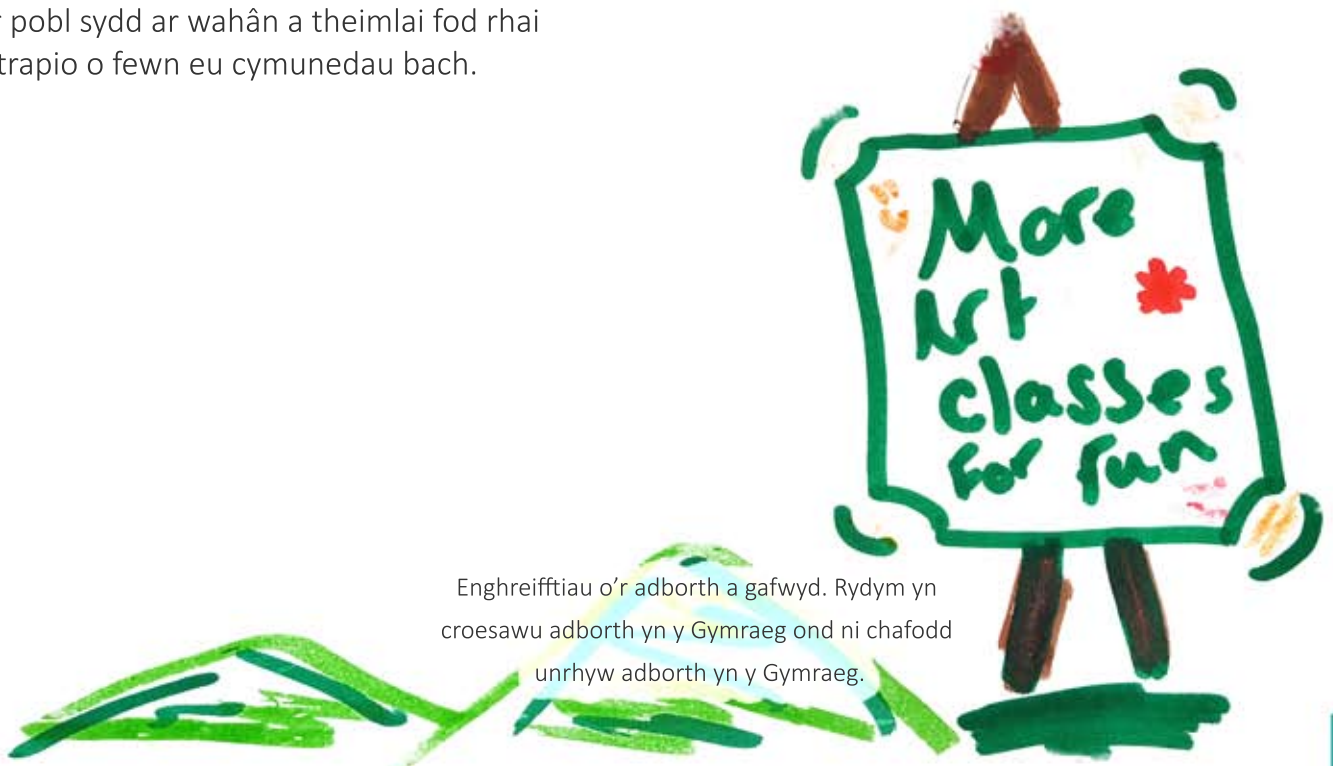 pobl sydd ar wahân a theimlai fod rhai
trapio o fewn eu cymunedau bach.
More
Art
classes
For fun
Enghreifftiau o'r adborth a gafwyd. Rydym yn
croesawu adborth yn y Gymraeg ond ni chafodd
unrhyw adborth yn y Gymraeg.